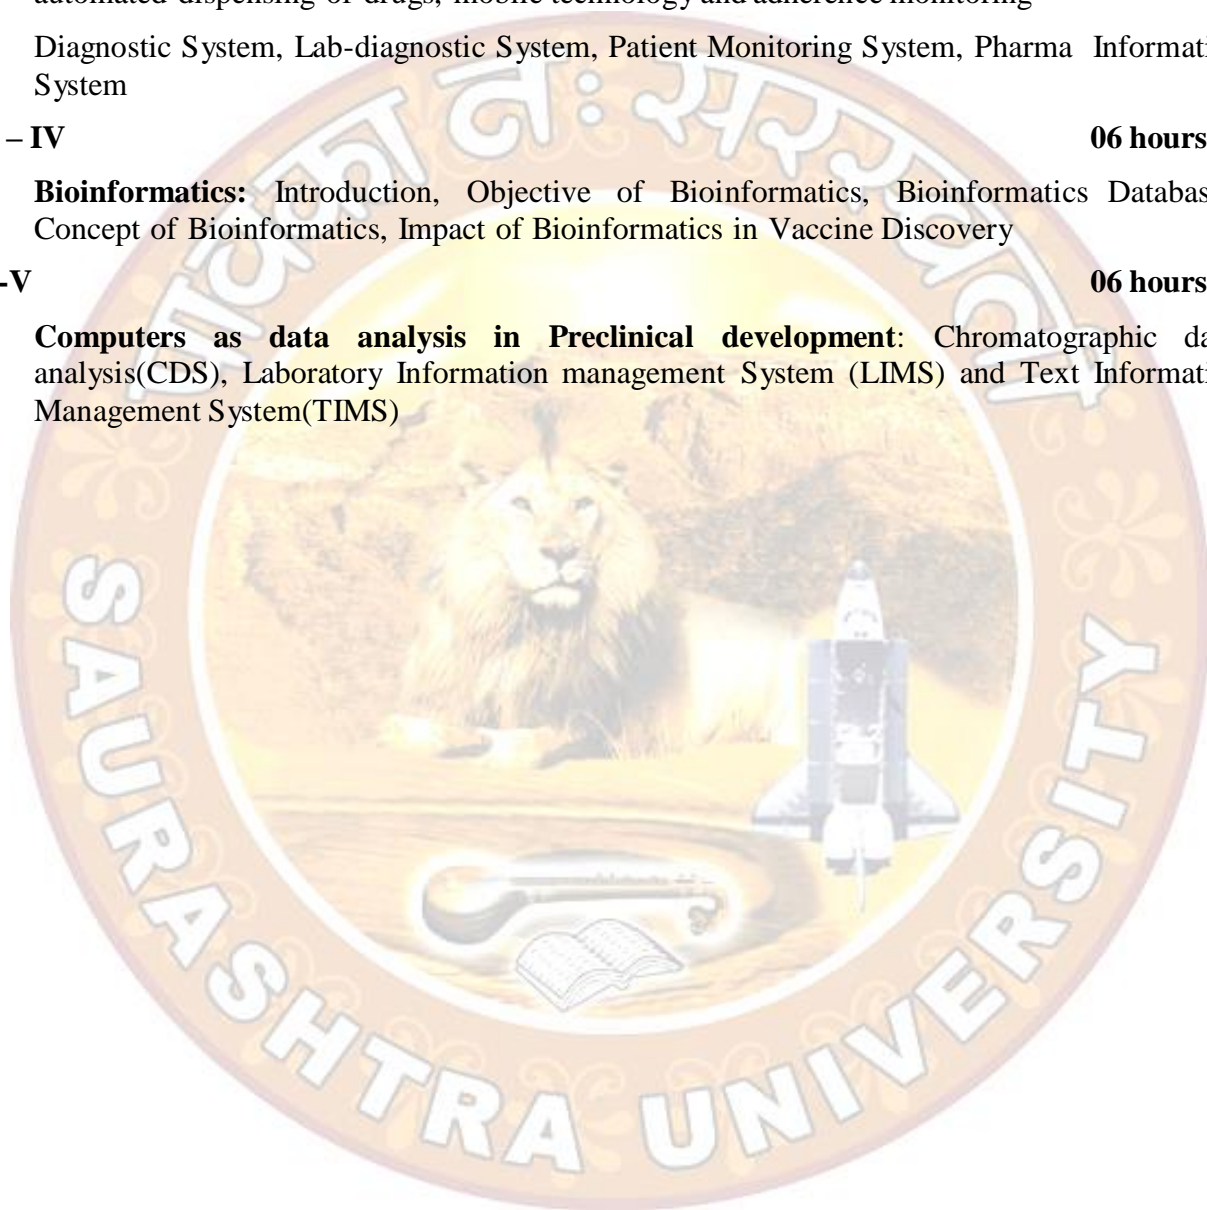 automated dispensing of drugs; mobile technology and adherence monitoring
Diagnostic System, Lab-diagnostic System, Patient Monitoring System, Pharma Informati
System
– IV 06 hours
Bioinformatics: Introduction, Objective of Bioinformatics, Bioinformatics Databas
Concept of Bioinformatics, Impact of Bioinformatics in Vaccine Discovery
-V 06 hours
Computers as data analysis in Preclinical development: Chromatographic da
analysis(CDS), Laboratory Information management System (LIMS) and Text Informati
Management System(TIMS)
SAURASHTRA UNIVERSITY